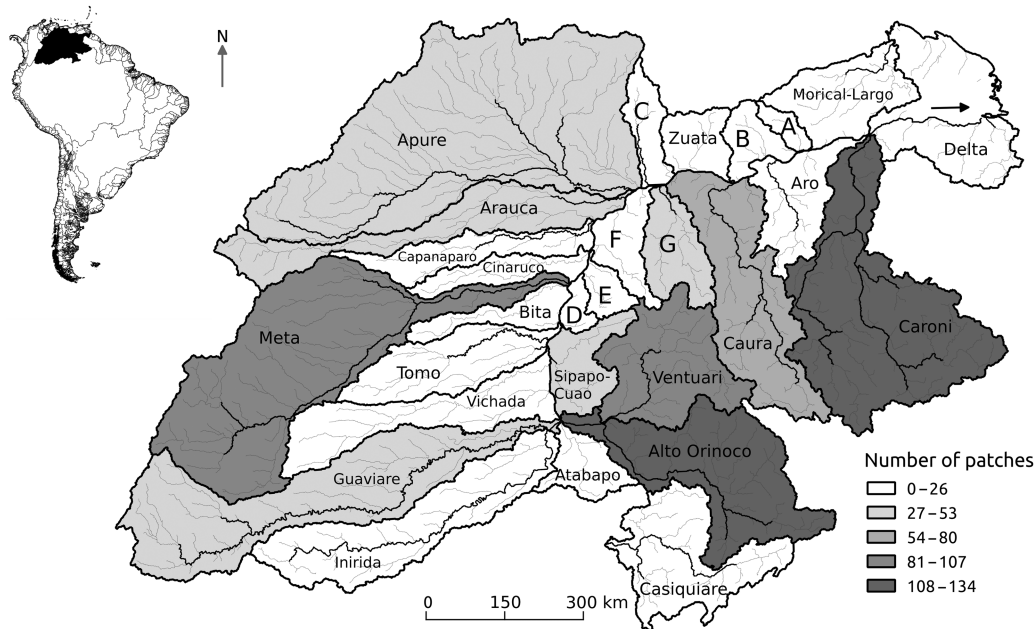 N
C
Morical-Largo
Apure
Zuata
B
A
Delta
Aro
Arauca
F
G
Capanaparo
Cinaruco
E
Bita
D
Meta
Caroni
Caura
Tomo
Sipapo-
Cuao
Ventuari
Vichada
Alto Orinoco
Guaviare
Atabapo
Inirida
Casiquiare
Number of patches
0–26
27–53
54–80
81–107
108–134
0 150 300 km